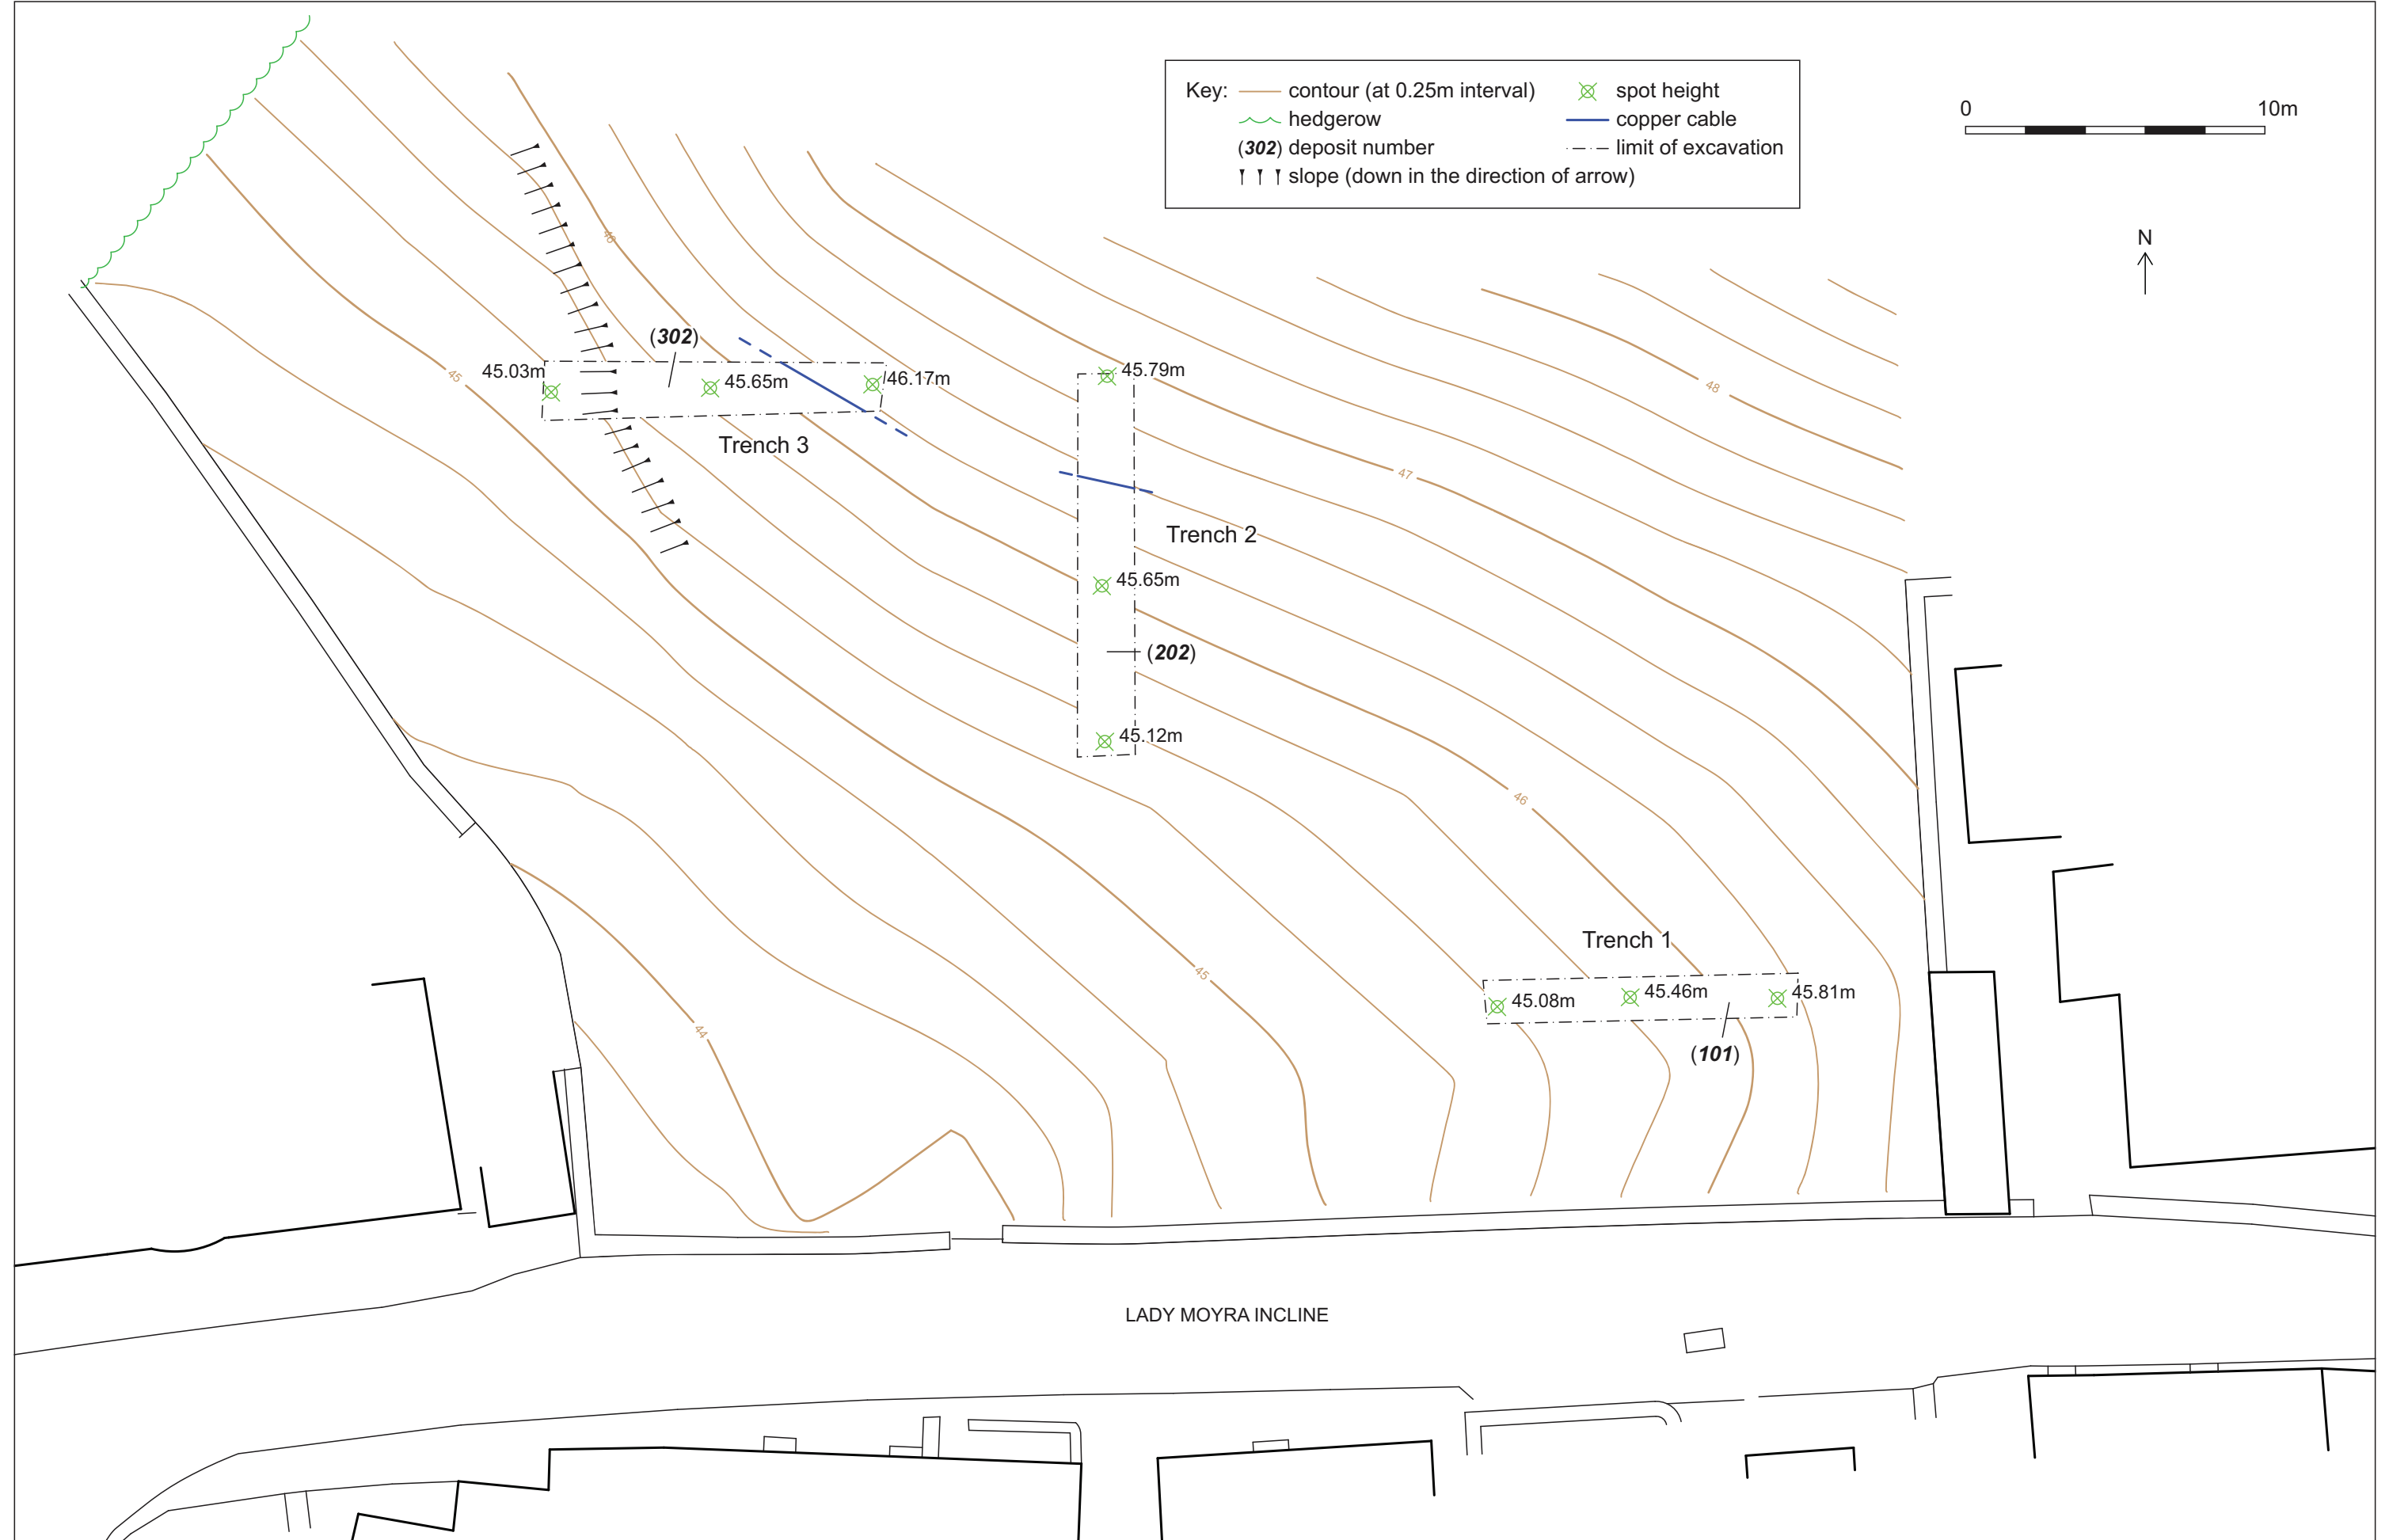 Key: contour (at 0.25m interval) spot height
hedgerow copper cable
(302) deposit number limit of excavation
slope (down in the direction of arrow)
0 10m
N
46
(302)
45.03m 45.65m 46.17m
45
Trench 3
45.79m
48
47
Trench 2
45.65m
(202)
45.12m
46
Trench 1
45
45.08m 45.46m 45.81m
44
(101)
LADY MOYRA INCLINE